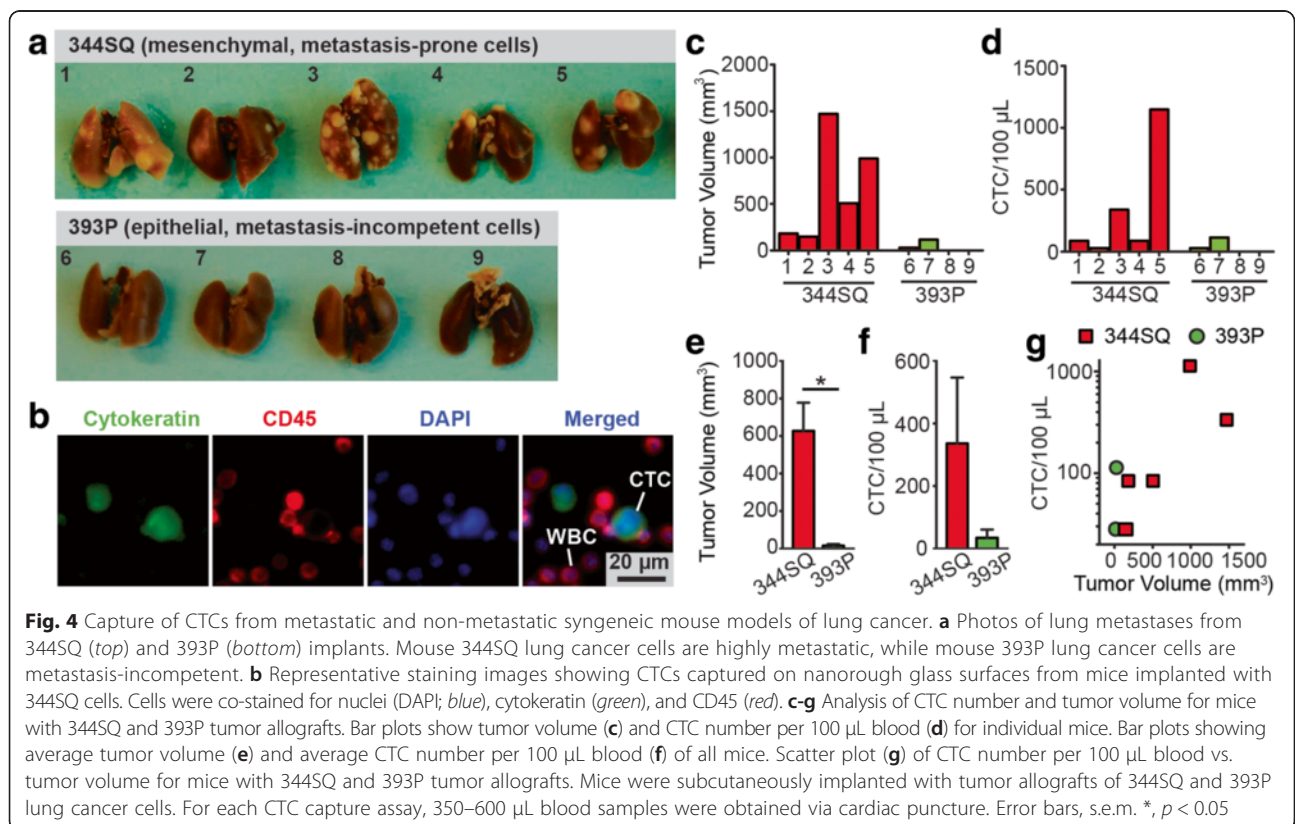 a
344SQ (mesenchymal, metastasis-prone cells)
1 2 3 4 5
393P (epithelial, metastasis-incompetent cells)
6 7 8 9
b
Cytokeratin CD45 DAPI Merged
CTC
WBC
20 µm
c
Tumor Volume (mm³)
2000
1500
1000
500
0
1 2 3 4 5 6 7 8 9
344SQ 393P
d
CTC/100 µL
1500
1000
500
0
1 2 3 4 5 6 7 8 9
344SQ 393P
e
Tumor Volume (mm³)
1000
800
600
400
200
0
*
344SQ 393P
f
CTC/100 µL
600
400
200
0
344SQ 393P
g
344SQ 393P
CTC/100 µL
1000
100
0 500 1000 1500
Tumor Volume (mm³)
Fig. 4 Capture of CTCs from metastatic and non-metastatic syngeneic mouse models of lung cancer. a Photos of lung metastases from
344SQ (top) and 393P (bottom) implants. Mouse 344SQ lung cancer cells are highly metastatic, while mouse 393P lung cancer cells are
metastasis-incompetent. b Representative staining images showing CTCs captured on nanorough glass surfaces from mice implanted with
344SQ cells. Cells were co-stained for nuclei (DAPI; blue), cytokeratin (green), and CD45 (red). c-g Analysis of CTC number and tumor volume for mice
with 344SQ and 393P tumor allografts. Bar plots show tumor volume (c) and CTC number per 100 µL blood (d) for individual mice. Bar plots showing
average tumor volume (e) and average CTC number per 100 µL blood (f) of all mice. Scatter plot (g) of CTC number per 100 µL blood vs.
tumor volume for mice with 344SQ and 393P tumor allografts. Mice were subcutaneously implanted with tumor allografts of 344SQ and 393P
lung cancer cells. For each CTC capture assay, 350–600 µL blood samples were obtained via cardiac puncture. Error bars, s.e.m. *, p < 0.05